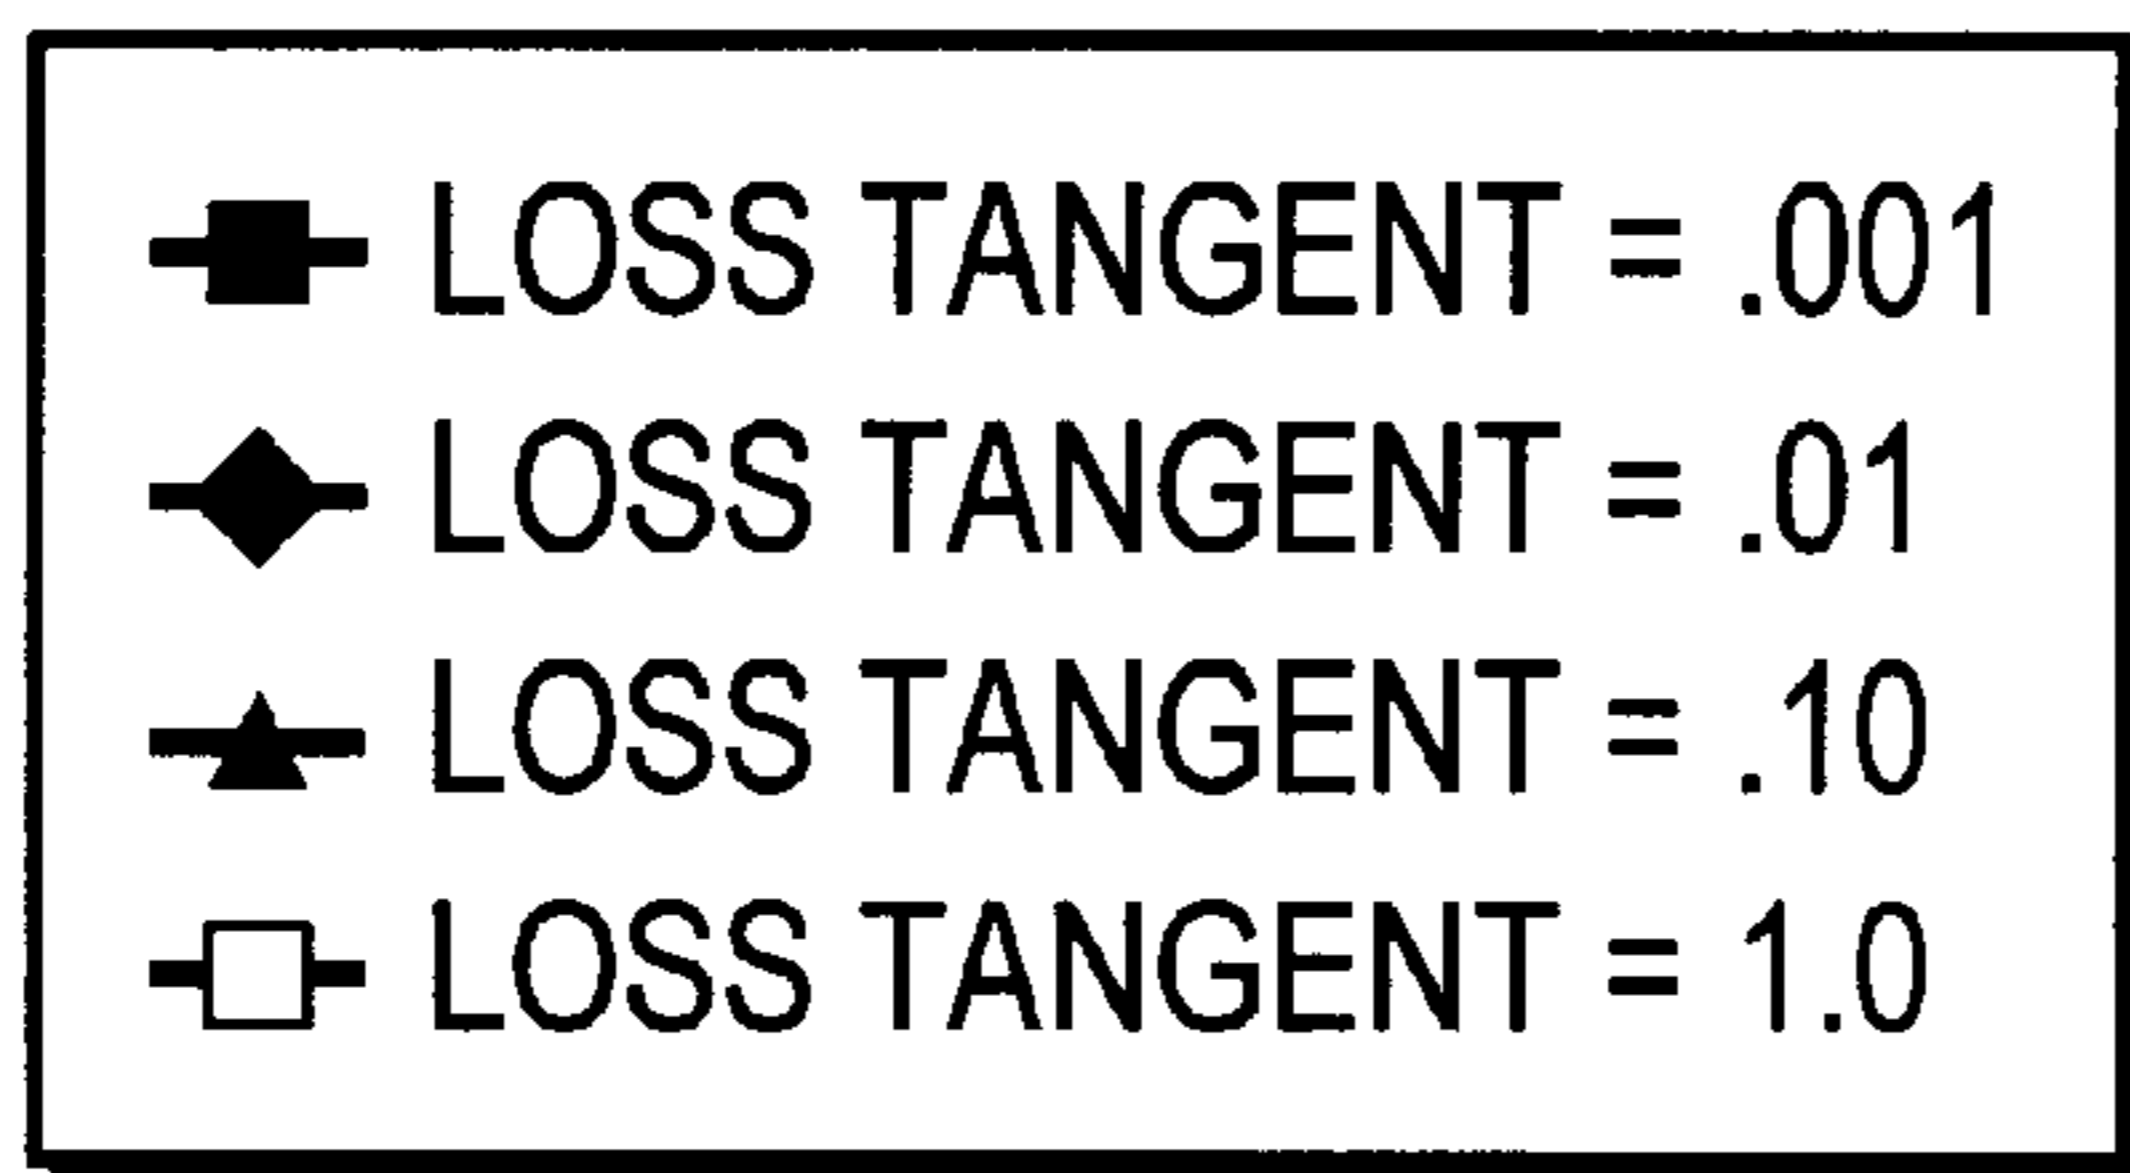 LOSS TANGENT = .001
LOSS TANGENT = .01
LOSS TANGENT = .10
LOSS TANGENT = 1.0